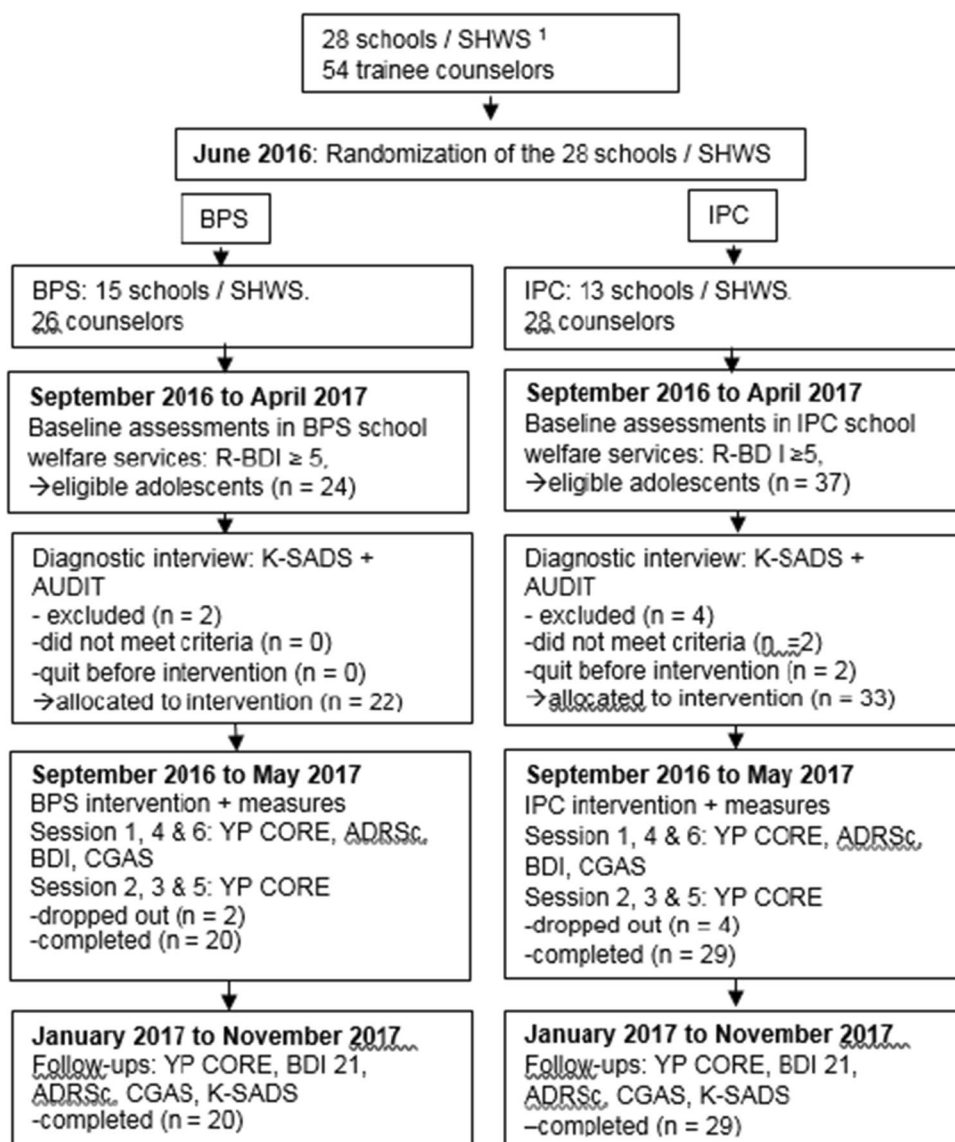 28 schools / SHWS ¹
54 trainee counselors
June 2016: Randomization of the 28 schools / SHWS
BPS
IPC
BPS: 15 schools / SHWS.
26 counselors
IPC: 13 schools / SHWS.
28 counselors
September 2016 to April 2017
Baseline assessments in BPS school
welfare services: R-BDI ≥ 5,
→eligible adolescents (n = 24)
September 2016 to April 2017
Baseline assessments in IPC school
welfare services: R-BD I ≥5,
→eligible adolescents (n = 37)
Diagnostic interview: K-SADS +
AUDIT
- excluded (n = 2)
-did not meet criteria (n = 0)
-quit before intervention (n = 0)
→allocated to intervention (n = 22)
Diagnostic interview: K-SADS +
AUDIT
- excluded (n = 4)
-did not meet criteria (n =2)
-quit before intervention (n = 2)
→allocated to intervention (n = 33)
September 2016 to May 2017
BPS intervention + measures
Session 1, 4 & 6: YP CORE, ADRSc,
BDI, CGAS
Session 2, 3 & 5: YP CORE
-dropped out (n = 2)
-completed (n = 20)
September 2016 to May 2017
IPC intervention + measures
Session 1, 4 & 6: YP CORE, ADRSc,
BDI, CGAS
Session 2, 3 & 5: YP CORE
-dropped out (n = 4)
-completed (n = 29)
January 2017 to November 2017
Follow-ups: YP CORE, BDI 21,
ADRSc, CGAS, K-SADS
-completed (n = 20)
January 2017 to November 2017
Follow-ups: YP CORE, BDI 21,
ADRSc, CGAS, K-SADS
–completed (n = 29)